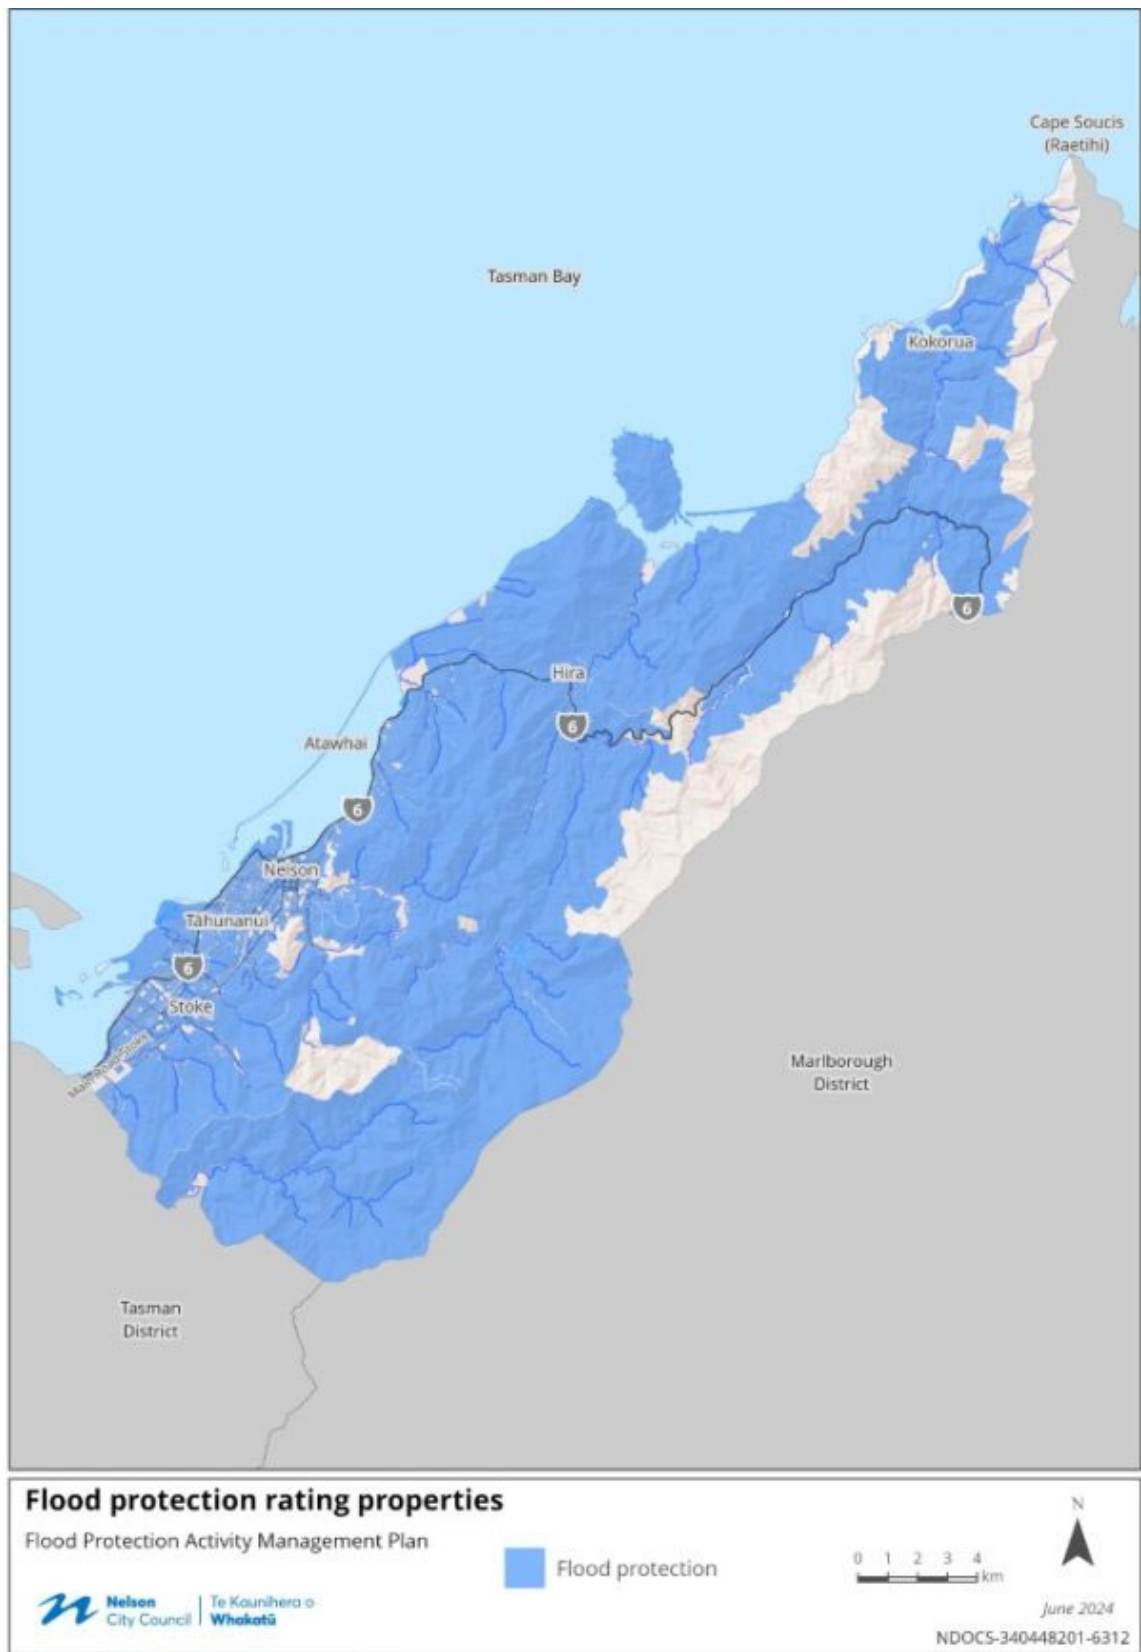 Cape Soucis
(Raetihi)
Tasman Bay
Kokorua
Hira
6
6
Atawhai
6
Nelson
Tāhunanui
6
Stoke
Main Road Stoke
Marlborough
District
Tasman
District
Flood protection rating properties
Flood Protection Activity Management Plan
Flood protection
0 1 2 3 4
km
N
Nelson
City Council
Te Kaunihera o
Whakatū
June 2024
NDOCS-340448201-6312